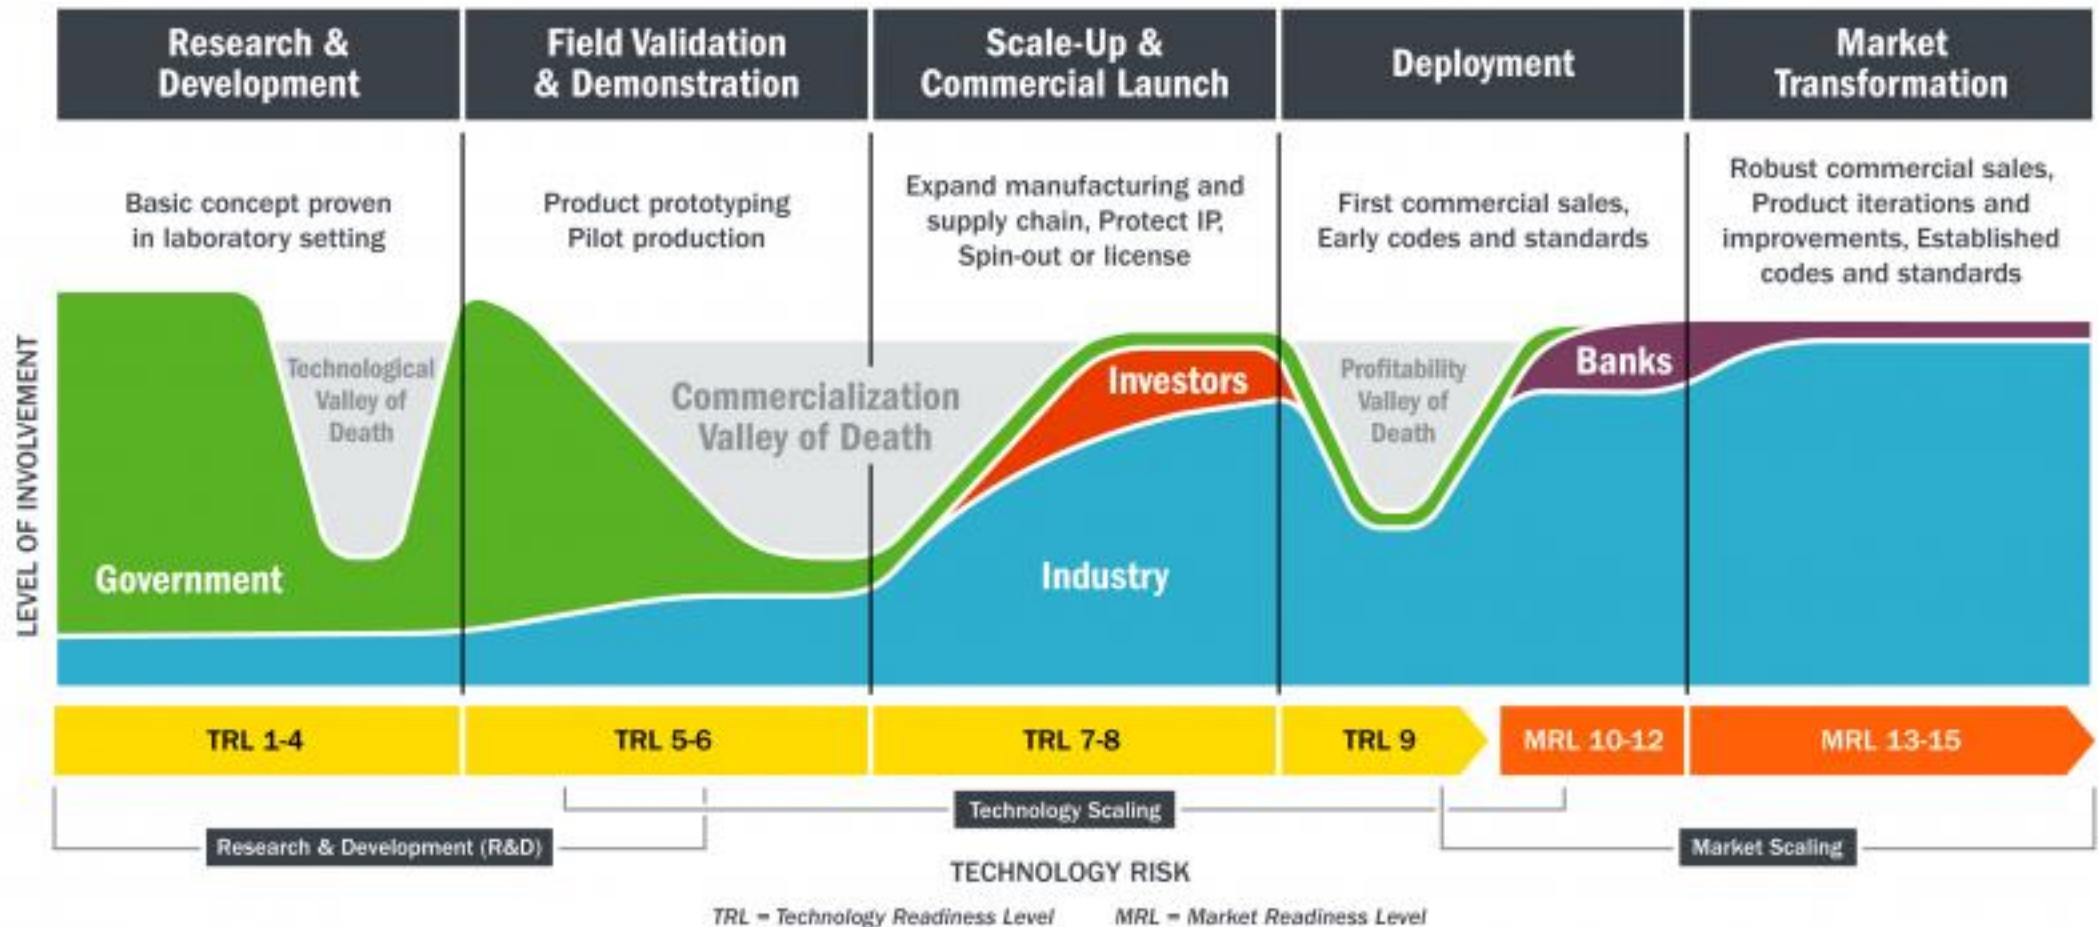 Research &
Development
Field Validation
& Demonstration
Scale-Up &
Commercial Launch
Deployment
Market
Transformation
Basic concept proven
in laboratory setting
Product prototyping
Pilot production
Expand manufacturing and
supply chain, Protect IP,
Spin-out or license
First commercial sales,
Early codes and standards
Robust commercial sales,
Product iterations and
improvements, Established
codes and standards
LEVEL OF INVOLVEMENT
Technological
Valley of
Death
Commercialization
Valley of Death
Profitability
Valley of
Death
Investors
Banks
Government
Industry
TRL 1-4
TRL 5-6
TRL 7-8
TRL 9
MRL 10-12
MRL 13-15
Technology Scaling
Research & Development (R&D)
Market Scaling
TECHNOLOGY RISK
TRL = Technology Readiness Level
MRL = Market Readiness Level